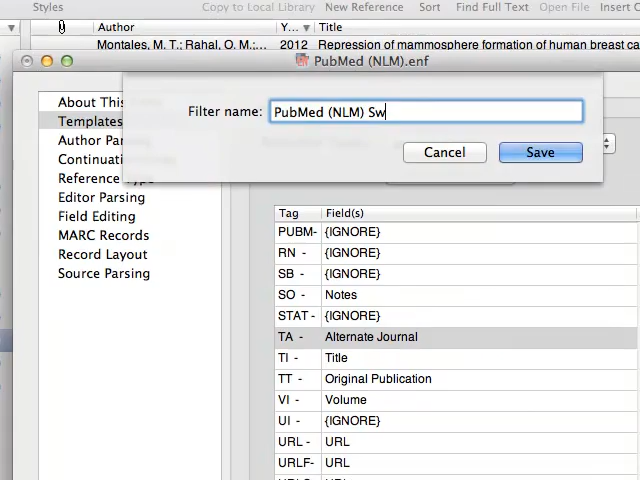 Styles Copy to Local Library New Reference Sort Find Full Text Open File Insert C
Author Y... Title
Montales, M. T.; Rahal, O. M.;... 2012 Repression of mammosphere formation of human breast ca
PubMed (NLM).enf
Filter name: PubMed (NLM) Sw
Cancel Save
About This
Templates
Author Parsing
Continuation
Reference Type
Editor Parsing
Field Editing
MARC Records
Record Layout
Source Parsing
Tag Field(s)
PUBM- {IGNORE}
RN - {IGNORE}
SB - {IGNORE}
SO - Notes
STAT - {IGNORE}
TA - Alternate Journal
TI - Title
TT - Original Publication
VI - Volume
UI - {IGNORE}
URL - URL
URLF- URL